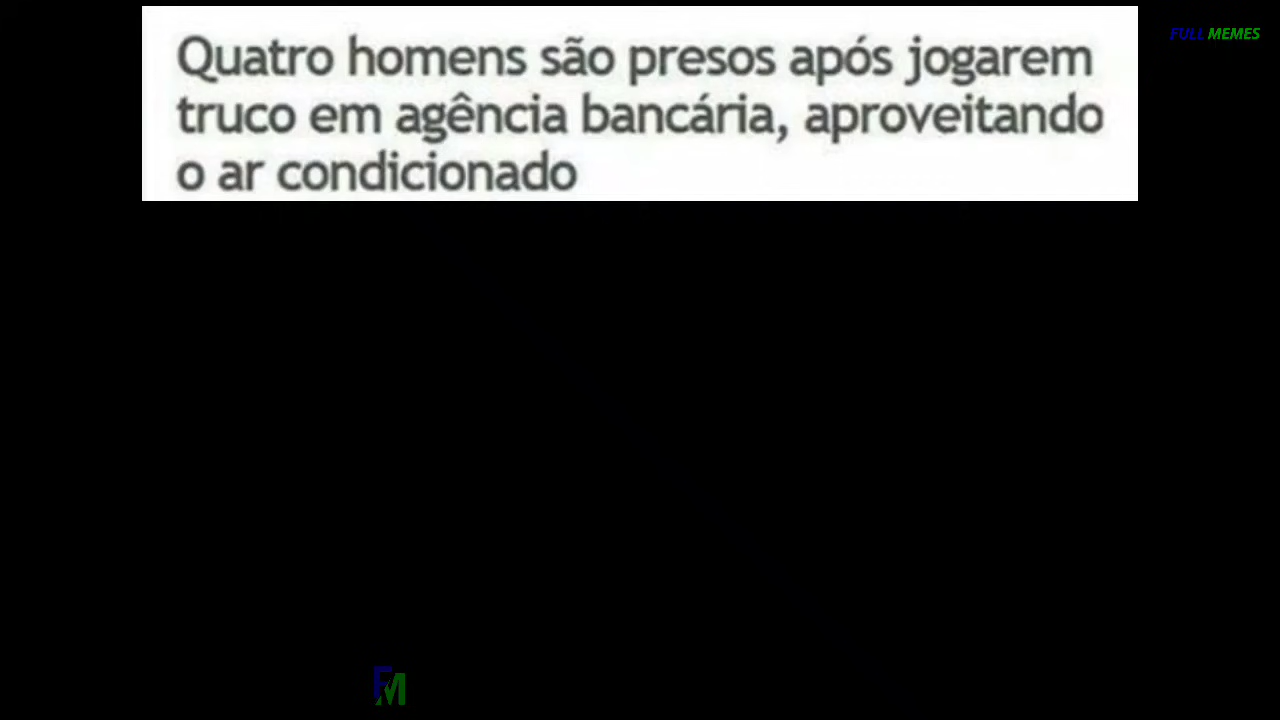 Quatro homens são presos após jogarem
truco em agência bancária, aproveitando
o ar condicionado
FULL MEMES
FM